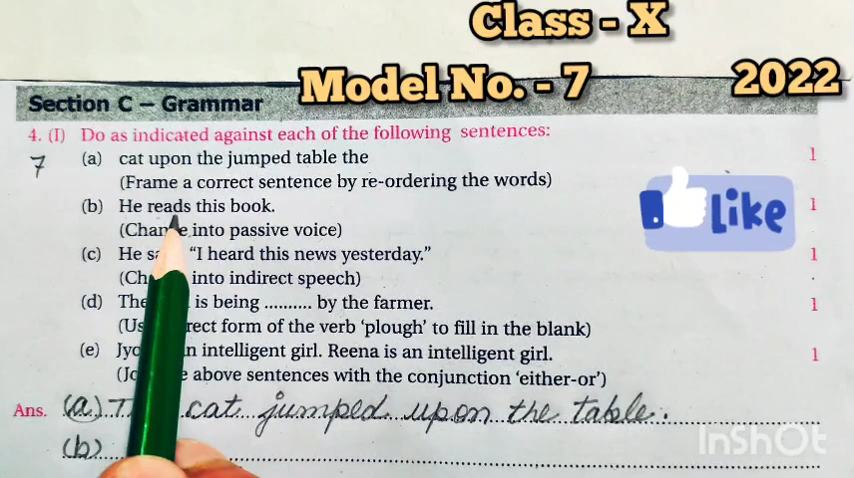 Class - X
Model No. - 7 2022
Section C – Grammar
4. (I) Do as indicated against each of the following sentences:
7 (a) cat upon the jumped table the 1
(Frame a correct sentence by re-ordering the words)
(b) He reads this book. 1
(Change into passive voice)
Like
(c) He “I heard this news yesterday.” 1
into indirect speech)
(d) is being .......... by the farmer. 1
form of the verb ‘plough’ to fill in the blank)
(e) intelligent girl. Reena is an intelligent girl. 1
above sentences with the conjunction ‘either-or’)
Ans. (a) cat jumped upon the table.
(b)
InShOt